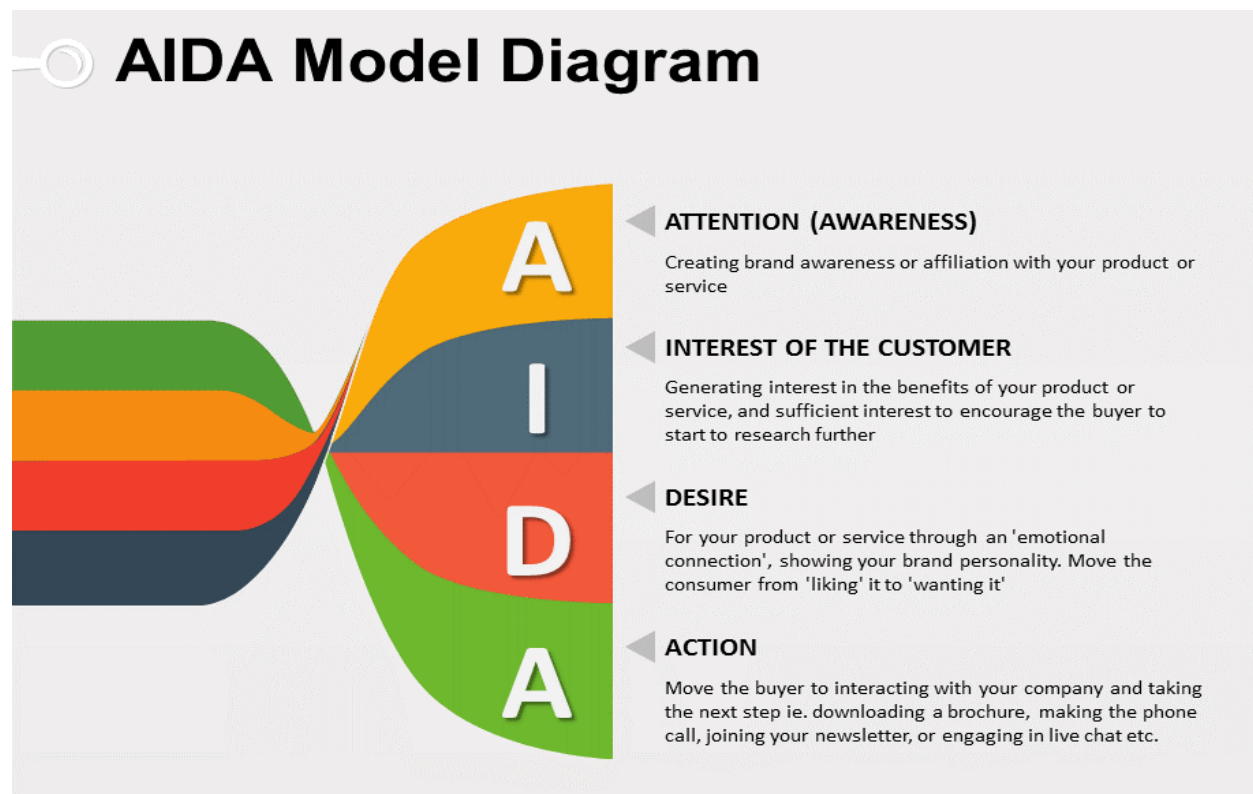 AIDA Model Diagram
A
ATTENTION (AWARENESS)
Creating brand awareness or affiliation with your product or
service
I
INTEREST OF THE CUSTOMER
Generating interest in the benefits of your product or
service, and sufficient interest to encourage the buyer to
start to research further
D
DESIRE
For your product or service through an 'emotional
connection', showing your brand personality. Move the
consumer from 'liking' it to 'wanting it'
A
ACTION
Move the buyer to interacting with your company and taking
the next step ie. downloading a brochure, making the phone
call, joining your newsletter, or engaging in live chat etc.